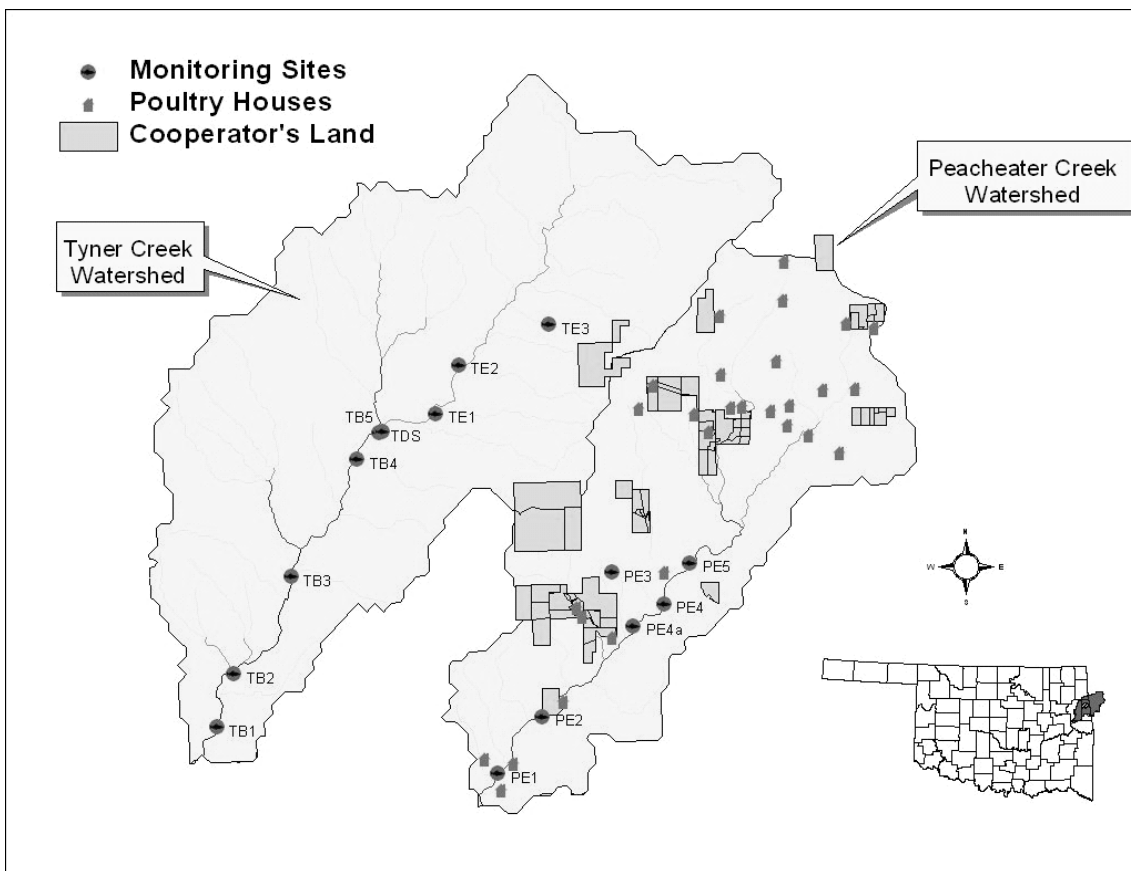 Monitoring Sites
Poultry Houses
Cooperator's Land
Peacheater Creek
Watershed
Tyner Creek
Watershed
TE3
TE2
TE1
TB5
TDS
TB4
TB3
TB2
TB1
PE5
PE3
PE4
PE4a
PE2
PE1
N
W
E
S